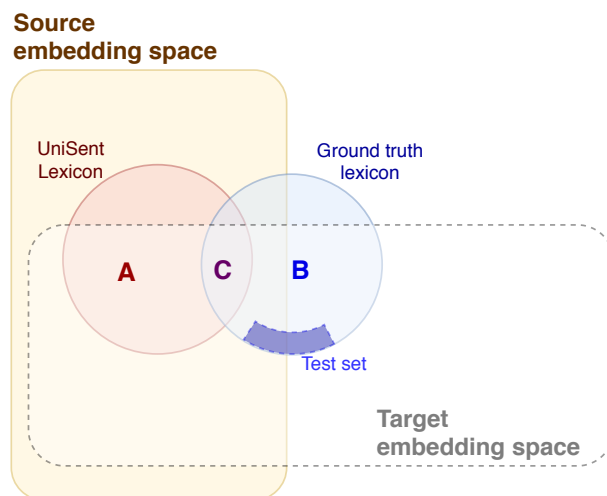 Source
embedding space
UniSent
Lexicon
Ground truth
lexicon
A
C
B
Test set
Target
embedding space